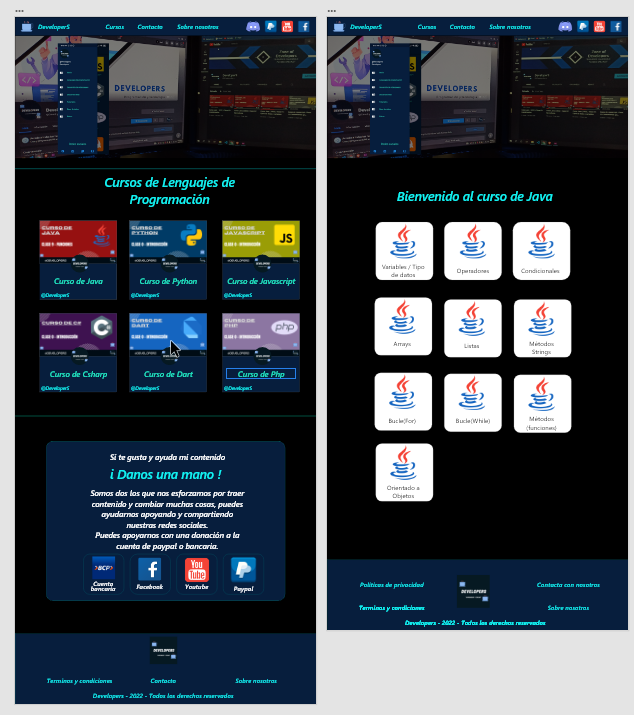 DeveloperS
Cursos
Contacto
Sobre nosotros
DEVELOPERS
Cursos de Lenguajes de
Programación
CURSO DE
JAVA
Curso de Java
@DeveloperS
CURSO DE
PYTHON
Curso de Python
CURSO DE
JAVASCRIPT
JS
Curso de Javascript
@DeveloperS
CURSO DE C#
Curso de Csharp
@DeveloperS
CURSO DE
DART
Curso de Dart
CURSO DE
PHP
php
Curso de Php
@DeveloperS
Si te gusta y ayuda mi contenido
¡ Danos una mano !
Somos dos los que nos esforzamos por traer
contenido y cambiar muchas cosas, puedes
ayudarnos apoyando y compartiendo
nuestras redes sociales.
Puedes apoyarnos con una donación a la
cuenta de paypal o bancaria.
BCP
Cuenta
bancaria
Facebook
You
Tube
Youtube
Paypal
DEVELOPERS
Terminos y condiciones
Contacto
Sobre nosotros
Developers - 2022 - Todos los derechos reservados
DeveloperS
Cursos
Contacto
Sobre nosotros
DEVELOPERS
Bienvenido al curso de Java
Variables / Tipo
de datos
Operadores
Condicionales
Arrays
Listas
Métodos
Strings
Bucle(For)
Bucle(While)
Métodos
(funciones)
Orientado a
Objetos
Políticas de privacidad
DEVELOPERS
Contacta con nosotros
Terminos y condiciones
Sobre nosotros
Developers - 2022 - Todos los derechos reservados